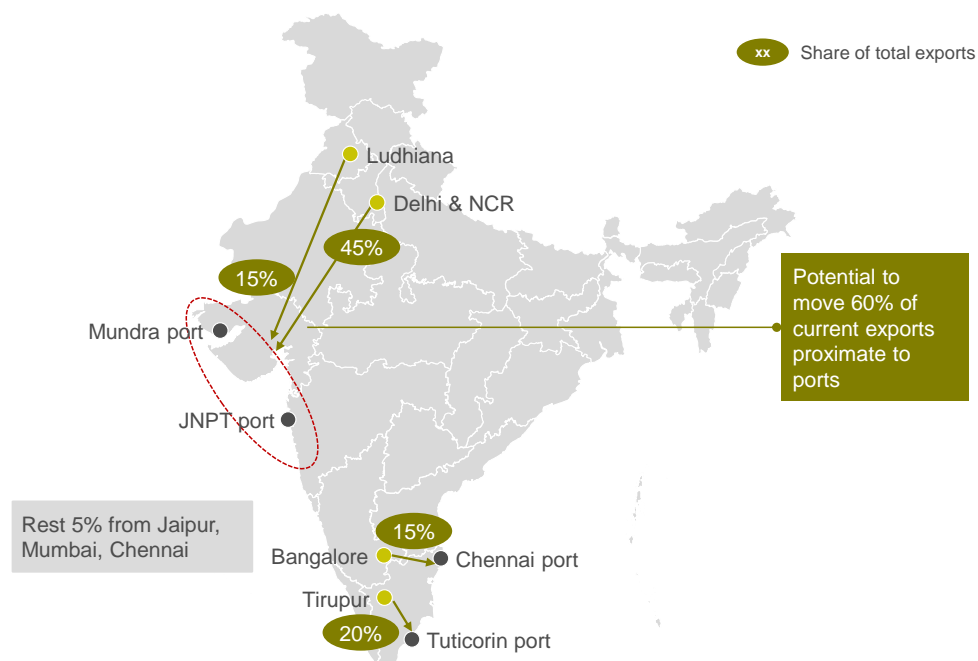 xx
Share of total exports
Ludhiana
Delhi & NCR
45%
15%
Potential to
move 60% of
current exports
proximate to
ports
Mundra port
JNPT port
Rest 5% from Jaipur,
Mumbai, Chennai
15%
Bangalore
Chennai port
Tirupur
20%
Tuticorin port